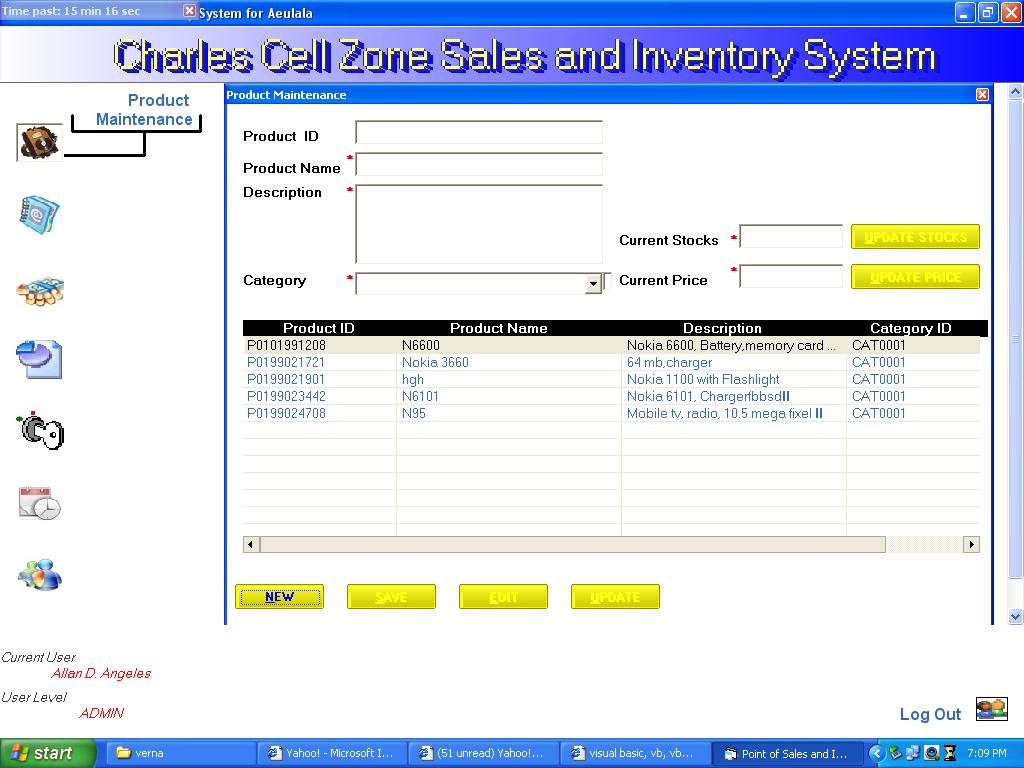 Time past: 15 min 16 sec
System for Aeulala
Charles Cell Zone Sales and Inventory System
Product
Maintenance
Product Maintenance
Product ID
Product Name *
Description *
Current Stocks * UPDATE STOCKS
Category * Current Price * UPDATE PRICE
Product ID Product Name Description Category ID
P0101991208 N6600 Nokia 6600, Battery,memory card ... CAT0001
P0199021721 Nokia 3660 64 mb,charger CAT0001
P0199021901 hgh Nokia 1100 with Flashlight CAT0001
P0199023442 N6101 Nokia 6101, Chargerfbbsd|| CAT0001
P0199024708 N95 Mobile tv, radio, 10.5 mega fixel || CAT0001
NEW SAVE EDIT UPDATE
Current User
Allan D. Angeles
User Level
ADMIN
Log Out
start verna Yahoo! - Microsoft I... (51 unread) Yahoo!... visual basic, vb, vb... Point of Sales and I... 7:09 PM